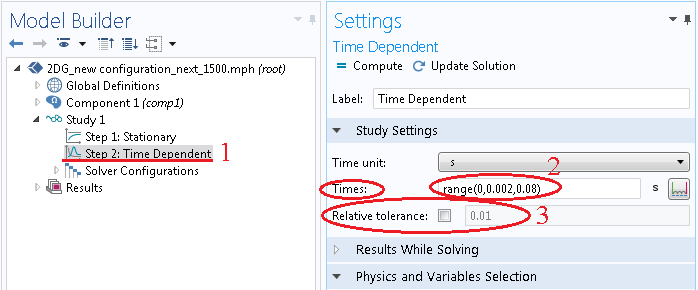 Model Builder
2DG_new configuration_next_1500.mph (root)
Global Definitions
Component 1 (comp1)
Study 1
Step 1: Stationary
Step 2: Time Dependent 1
Solver Configurations
Results
Settings
Time Dependent
= Compute Update Solution
Label: Time Dependent
Study Settings
Time unit: s
2
Times: range(0,0.002,0.08) s
Relative tolerance: 0.01 3
Results While Solving
Physics and Variables Selection